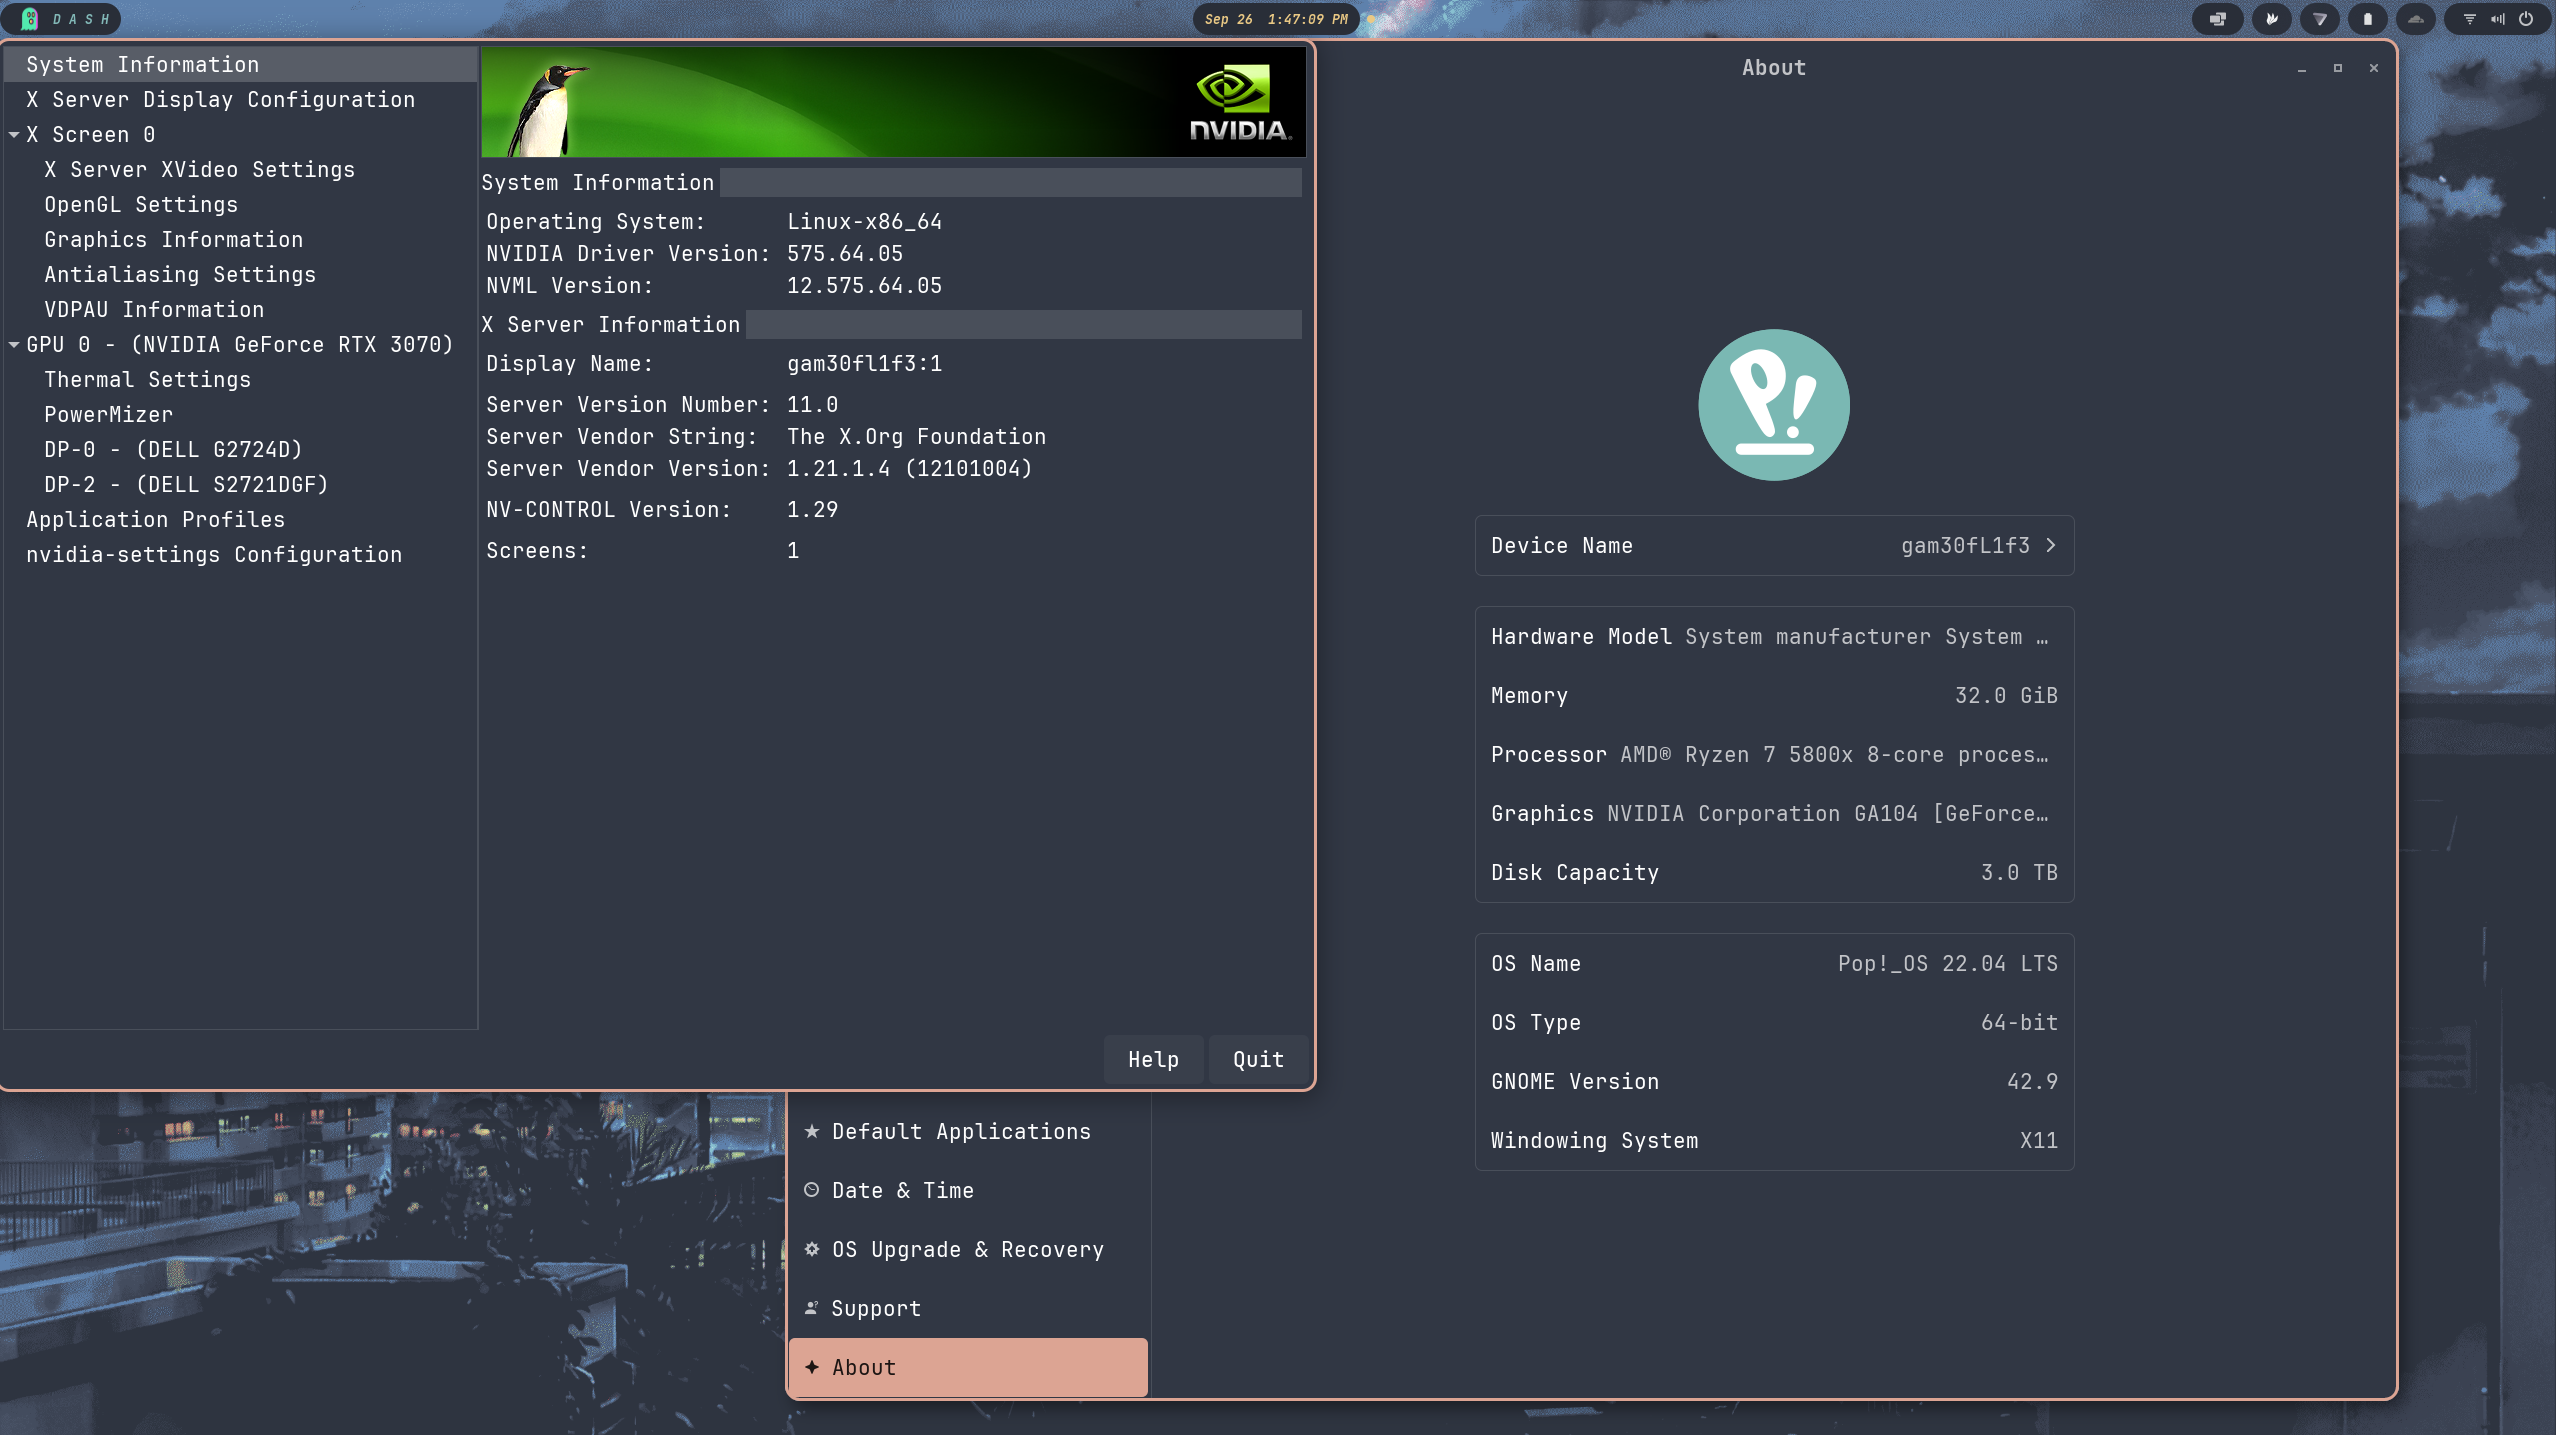 DASH
Sep 26 1:47:09 PM
System Information
X Server Display Configuration
X Screen 0
X Server XVideo Settings
OpenGL Settings
Graphics Information
Antialiasing Settings
VDPAU Information
GPU 0 - (NVIDIA GeForce RTX 3070)
Thermal Settings
PowerMizer
DP-0 - (DELL G2724D)
DP-2 - (DELL S2721DGF)
Application Profiles
nvidia-settings Configuration
NVIDIA.
System Information
Operating System: Linux-x86_64
NVIDIA Driver Version: 575.64.05
NVML Version: 12.575.64.05
X Server Information
Display Name: gam30fl1f3:1
Server Version Number: 11.0
Server Vendor String: The X.Org Foundation
Server Vendor Version: 1.21.1.4 (12101004)
NV-CONTROL Version: 1.29
Screens: 1
Help Quit
Default Applications
Date & Time
OS Upgrade & Recovery
Support
About
About
P!
Device Name gam30fL1f3
Hardware Model System manufacturer System …
Memory 32.0 GiB
Processor AMD® Ryzen 7 5800x 8-core proces…
Graphics NVIDIA Corporation GA104 [GeForce…
Disk Capacity 3.0 TB
OS Name Pop!_OS 22.04 LTS
OS Type 64-bit
GNOME Version 42.9
Windowing System X11